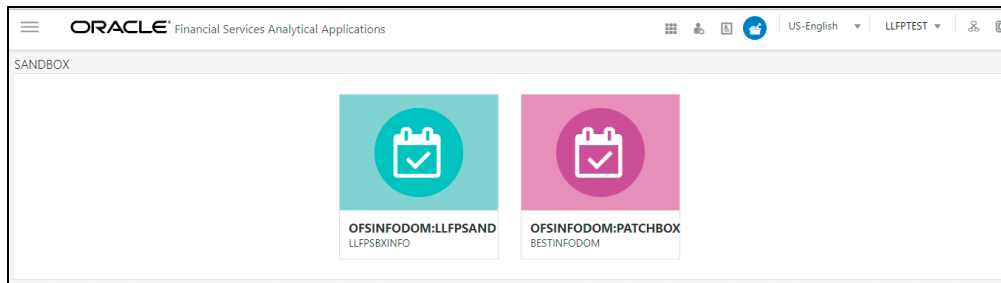 ORACLE Financial Services Analytical Applications US-English LLFPTEST
SANDBOX
OFSINFODOM:LLFPSAND
LLFPSBXINFO
OFSINFODOM:PATCHBOX
BESTINFODOM